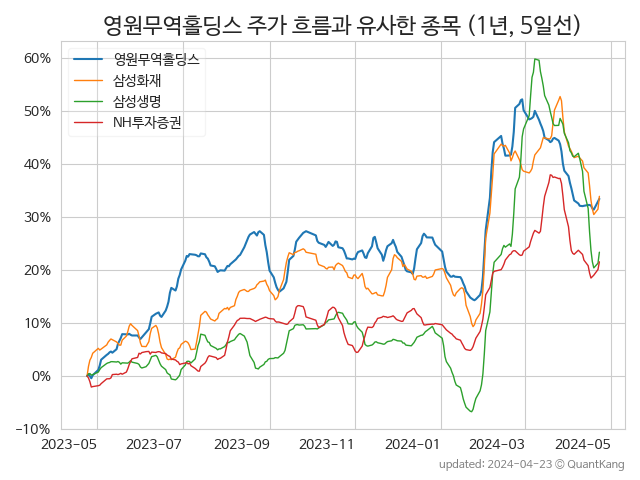 영원무역홀딩스 주가 흐름과 유사한 종목 (1년, 5일선)
영원무역홀딩스
삼성화재
삼성생명
NH투자증권
60%
50%
40%
30%
20%
10%
0%
−10%
2023-05 2023-07 2023-09 2023-11 2024-01 2024-03 2024-05
updated: 2024-04-23 © QuantKang